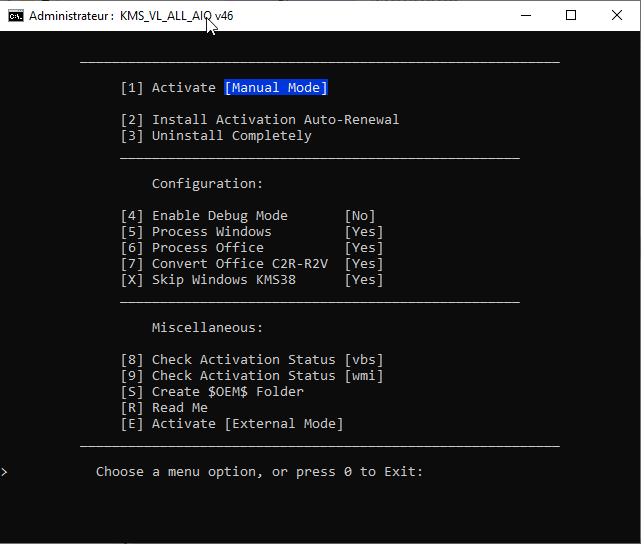 Administrateur : KMS_VL_ALL_AIO v46
[1] Activate [Manual Mode]
[2] Install Activation Auto-Renewal
[3] Uninstall Completely
Configuration:
[4] Enable Debug Mode [No]
[5] Process Windows [Yes]
[6] Process Office [Yes]
[7] Convert Office C2R-R2V [Yes]
[X] Skip Windows KMS38 [Yes]
Miscellaneous:
[8] Check Activation Status [vbs]
[9] Check Activation Status [wmi]
[S] Create $OEM$ Folder
[R] Read Me
[E] Activate [External Mode]
> Choose a menu option, or press 0 to Exit: